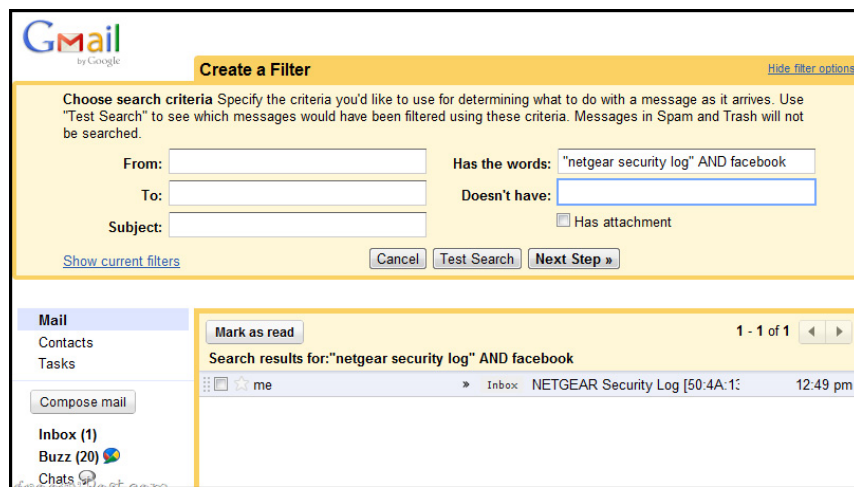 Gmail
by Google
Create a Filter
Hide filter options
Choose search criteria Specify the criteria you'd like to use for determining what to do with a message as it arrives. Use
"Test Search" to see which messages would have been filtered using these criteria. Messages in Spam and Trash will not
be searched.
From:
Has the words: "netgear security log" AND facebook
To:
Doesn't have:
Subject:
Has attachment
Show current filters
Cancel Test Search Next Step »
Mail
Contacts
Tasks
Compose mail
Inbox (1)
Buzz (20)
Chats
Mark as read
1 - 1 of 1
Search results for:"netgear security log" AND facebook
me » Inbox NETGEAR Security Log [50:4A:13 12:49 pm